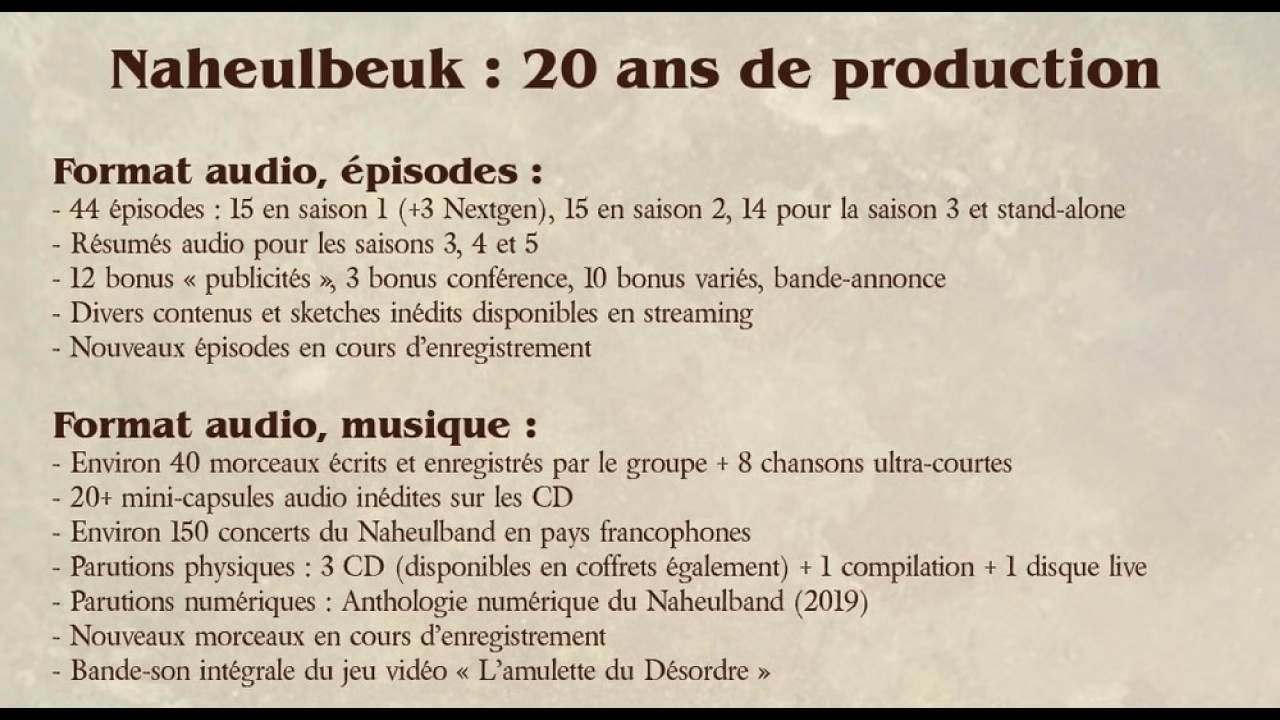 Naheulbeuk : 20 ans de production
Format audio, épisodes :
- 44 épisodes : 15 en saison 1 (+3 Nextgen), 15 en saison 2, 14 pour la saison 3 et stand-alone
- Résumés audio pour les saisons 3, 4 et 5
- 12 bonus « publicités », 3 bonus conférence, 10 bonus variés, bande-annonce
- Divers contenus et sketches inédits disponibles en streaming
- Nouveaux épisodes en cours d'enregistrement
Format audio, musique :
- Environ 40 morceaux écrits et enregistrés par le groupe + 8 chansons ultra-courtes
- 20+ mini-capsules audio inédites sur les CD
- Environ 150 concerts du Naheulband en pays francophones
- Parutions physiques : 3 CD (disponibles en coffrets également) + 1 compilation + 1 disque live
- Parutions numériques : Anthologie numérique du Naheulband (2019)
- Nouveaux morceaux en cours d'enregistrement
- Bande-son intégrale du jeu vidéo « L'amulette du Désordre »